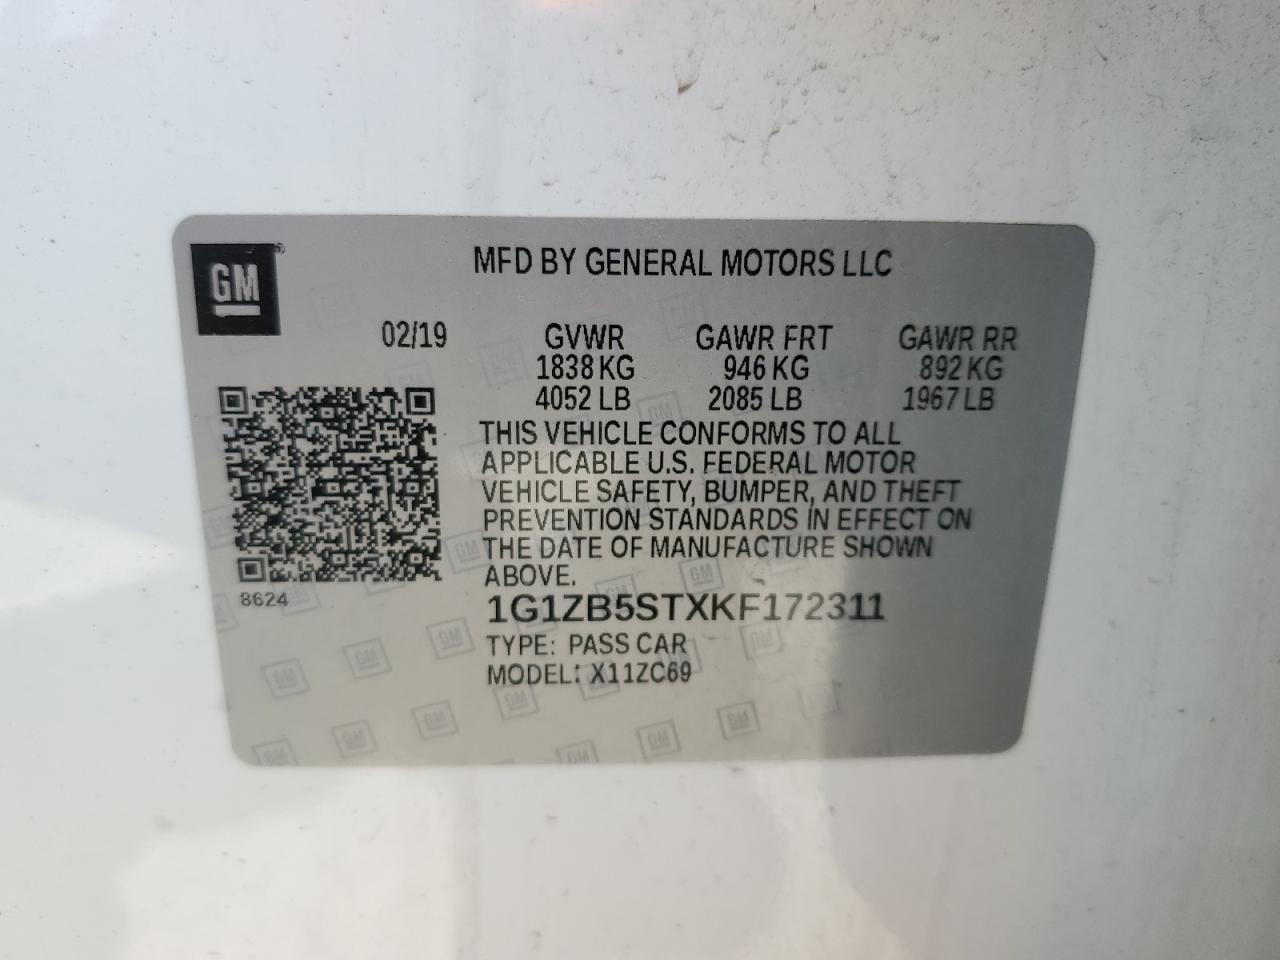 GM ®
MFD BY GENERAL MOTORS LLC
02/19 GVWR GAWR FRT GAWR RR
1838 KG 946 KG 892 KG
4052 LB 2085 LB 1967 LB
THIS VEHICLE CONFORMS TO ALL
APPLICABLE U.S. FEDERAL MOTOR
VEHICLE SAFETY, BUMPER, AND THEFT
PREVENTION STANDARDS IN EFFECT ON
THE DATE OF MANUFACTURE SHOWN
ABOVE.
8624
1G1ZB5STXKF172311
TYPE: PASS CAR
MODEL: X11ZC69